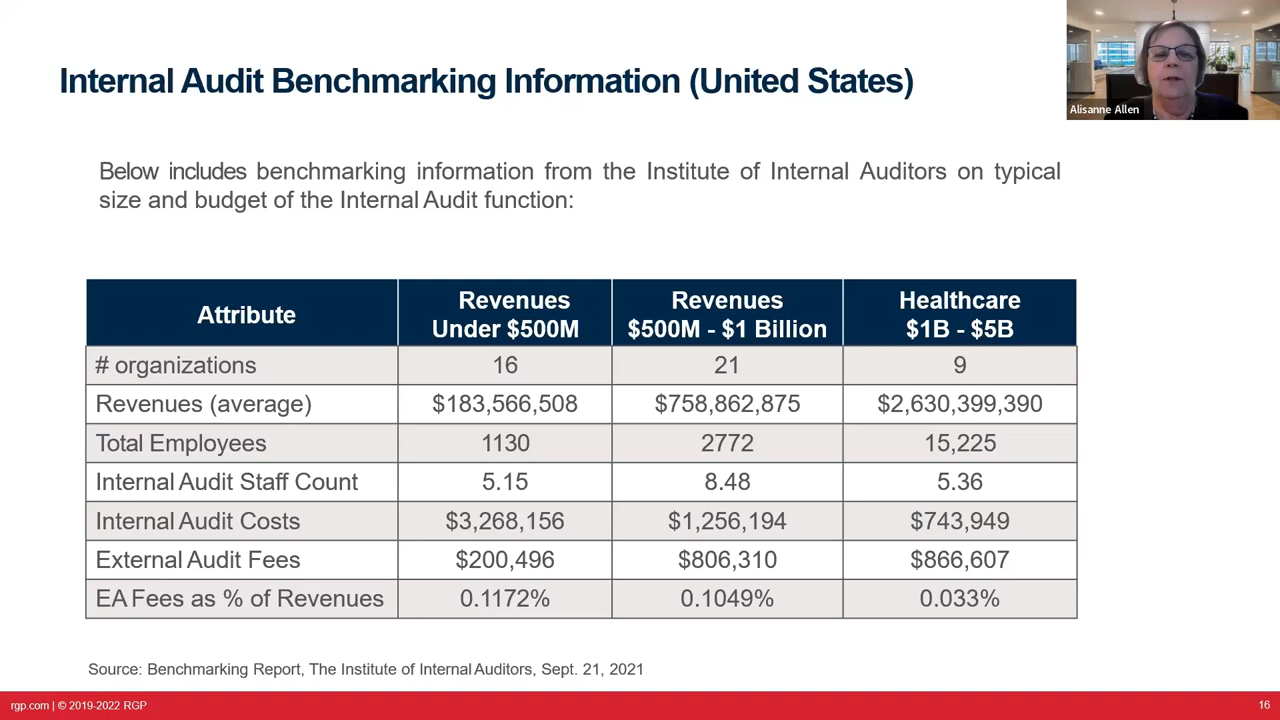 Alisanne Allen
Internal Audit Benchmarking Information (United States)
Below includes benchmarking information from the Institute of Internal Auditors on typical
size and budget of the Internal Audit function:
Attribute
Revenues
Under $500M
Revenues
$500M - $1 Billion
Healthcare
$1B - $5B
# organizations 16 21 9
Revenues (average) $183,566,508 $758,862,875 $2,630,399,390
Total Employees 1130 2772 15,225
Internal Audit Staff Count 5.15 8.48 5.36
Internal Audit Costs $3,268,156 $1,256,194 $743,949
External Audit Fees $200,496 $806,310 $866,607
EA Fees as % of Revenues 0.1172% 0.1049% 0.033%
Source: Benchmarking Report, The Institute of Internal Auditors, Sept. 21, 2021
rgp.com | © 2019-2022 RGP
16